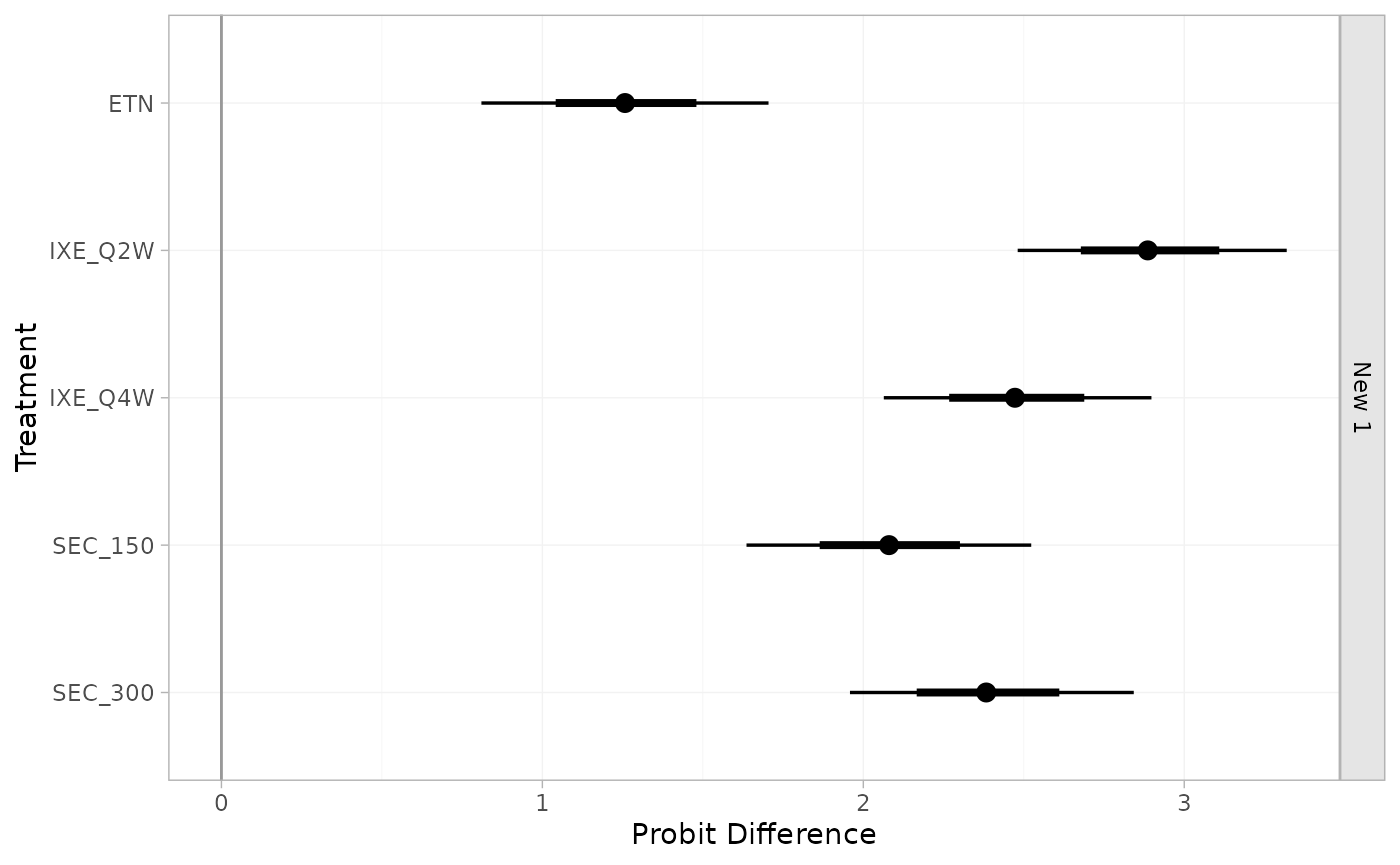 Treatment
ETN
IXE_Q2W
IXE_Q4W
SEC_150
SEC_300
New 1
0 1 2 3
Probit Difference